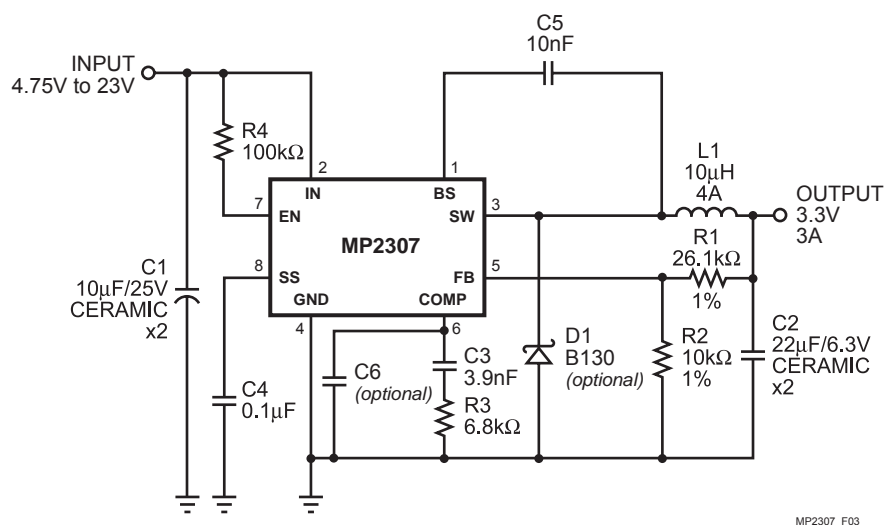 C5
10nF
INPUT
4.75V to 23V
R4
100kΩ
2
1
L1
10μH
4A
IN
BS
7
EN
SW
3
OUTPUT
3.3V
3A
MP2307
R1
26.1kΩ
1%
8
SS
FB
5
C1
10μF/25V
CERAMIC
x2
GND
COMP
4
6
D1
B130
(optional)
R2
10kΩ
1%
C2
22μF/6.3V
CERAMIC
x2
C3
3.9nF
C6
(optional)
C4
0.1μF
R3
6.8kΩ
MP2307_F03